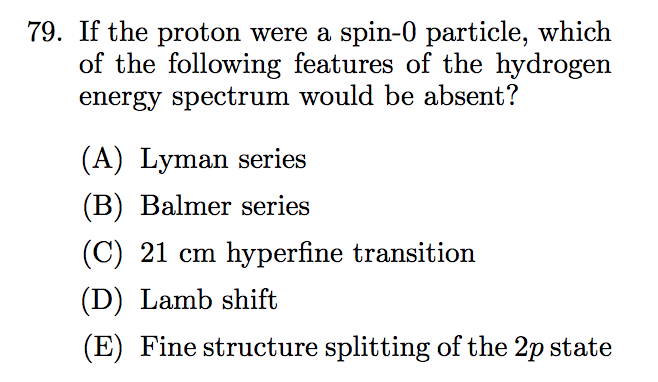 79. If the proton were a spin-0 particle, which
of the following features of the hydrogen
energy spectrum would be absent?
(A) Lyman series
(B) Balmer series
(C) 21 cm hyperfine transition
(D) Lamb shift
(E) Fine structure splitting of the 2p state